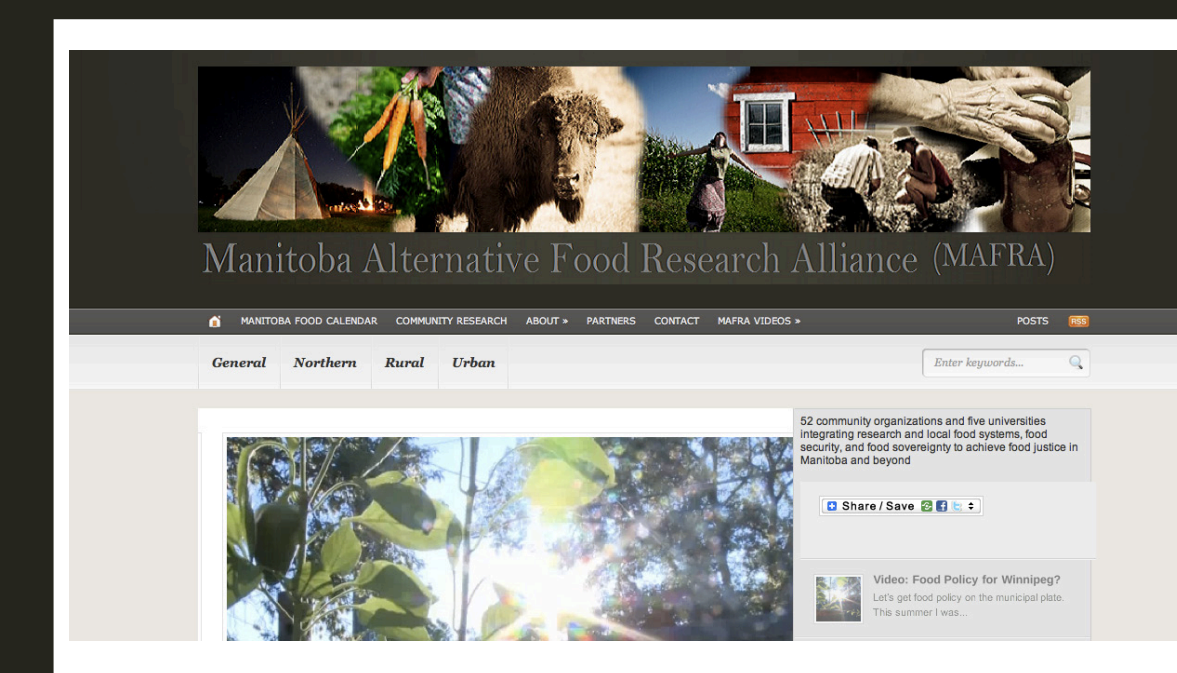 Manitoba Alternative Food Research Alliance (MAFRA)
MANITOBA FOOD CALENDAR COMMUNITY RESEARCH ABOUT » PARTNERS CONTACT MAFRA VIDEOS » POSTS RSS
General Northern Rural Urban Enter keywords...
52 community organizations and five universities
integrating research and local food systems, food
security, and food sovereignty to achieve food justice in
Manitoba and beyond
Share / Save
Video: Food Policy for Winnipeg?
Let's get food policy on the municipal plate.
This summer I was...